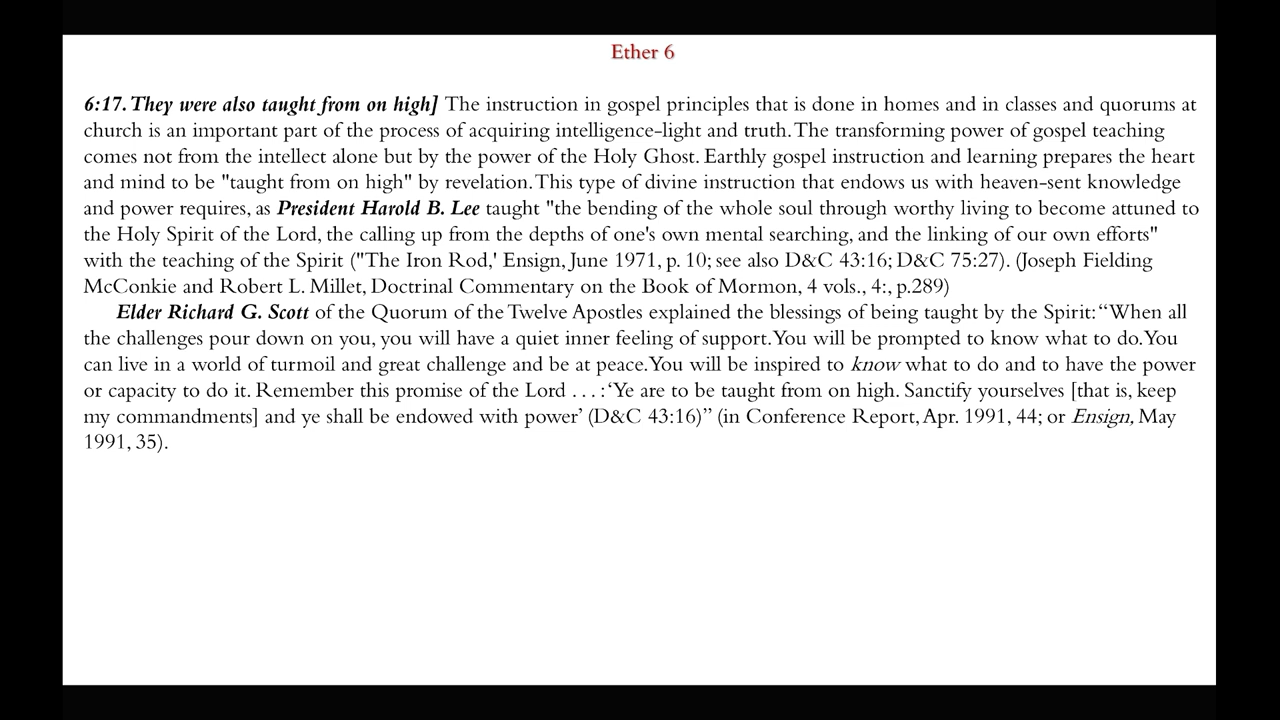 Ether 6
6:17. They were also taught from on high] The instruction in gospel principles that is done in homes and in classes and quorums at
church is an important part of the process of acquiring intelligence-light and truth. The transforming power of gospel teaching
comes not from the intellect alone but by the power of the Holy Ghost. Earthly gospel instruction and learning prepares the heart
and mind to be "taught from on high" by revelation. This type of divine instruction that endows us with heaven-sent knowledge
and power requires, as President Harold B. Lee taught "the bending of the whole soul through worthy living to become attuned to
the Holy Spirit of the Lord, the calling up from the depths of one's own mental searching, and the linking of our own efforts"
with the teaching of the Spirit ("The Iron Rod,' Ensign, June 1971, p. 10; see also D&C 43:16; D&C 75:27). (Joseph Fielding
McConkie and Robert L. Millet, Doctrinal Commentary on the Book of Mormon, 4 vols., 4:, p.289)
Elder Richard G. Scott of the Quorum of the Twelve Apostles explained the blessings of being taught by the Spirit: “When all
the challenges pour down on you, you will have a quiet inner feeling of support. You will be prompted to know what to do. You
can live in a world of turmoil and great challenge and be at peace. You will be inspired to know what to do and to have the power
or capacity to do it. Remember this promise of the Lord . . . : ‘Ye are to be taught from on high. Sanctify yourselves [that is, keep
my commandments] and ye shall be endowed with power’ (D&C 43:16)” (in Conference Report, Apr. 1991, 44; or Ensign, May
1991, 35).